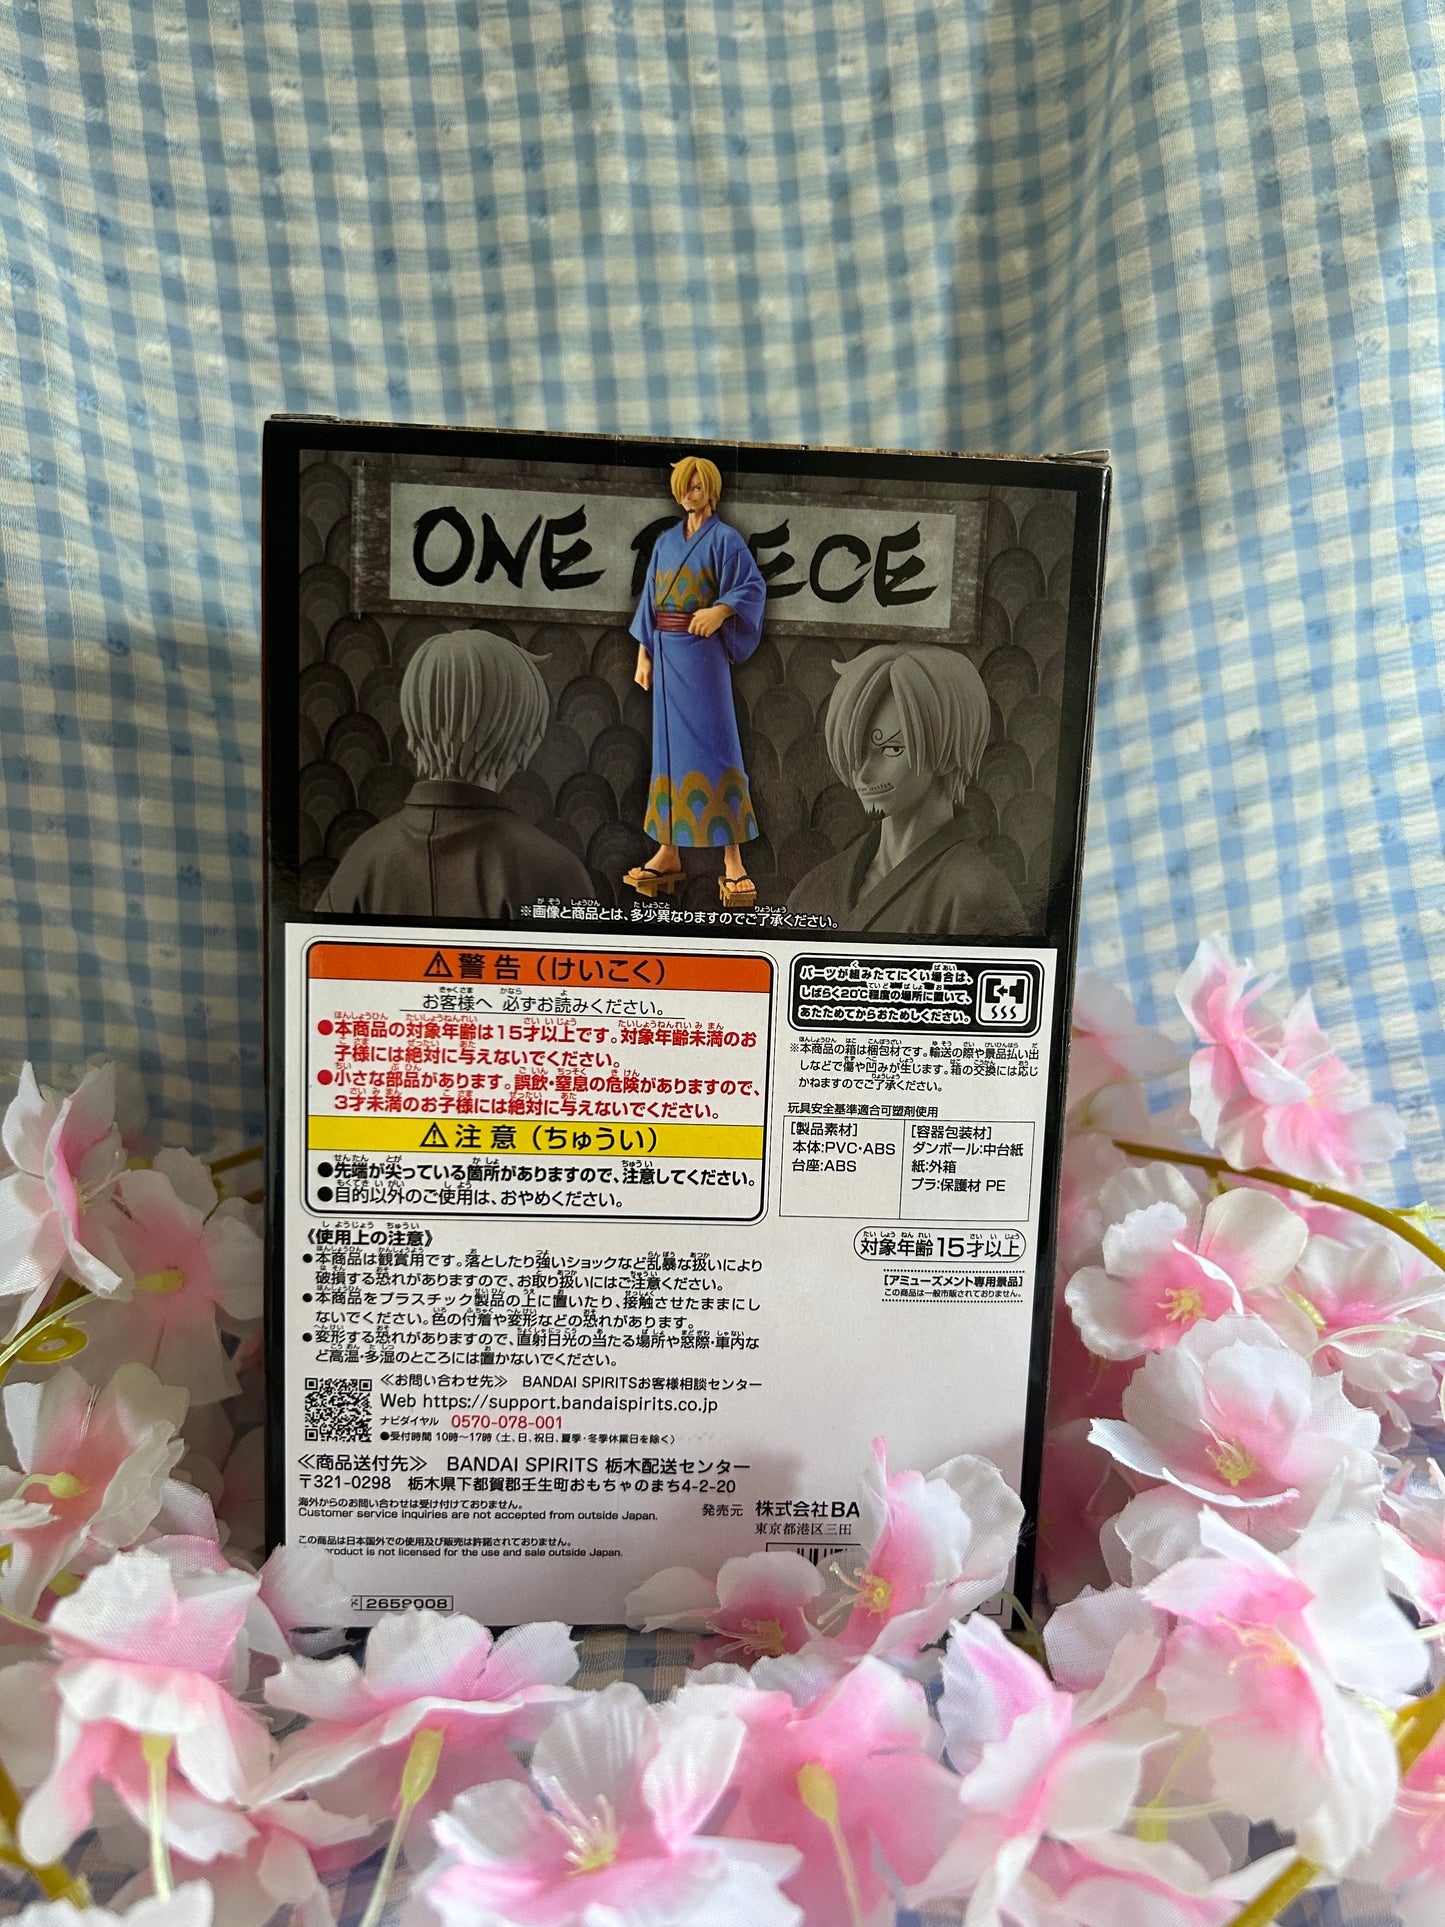 ONE PIECE
※画像と商品とは、多少異なりますのでご了承ください。
⚠警告（けいこく）
お客様へ 必ずお読みください。
●本商品の対象年齢は15才以上です。対象年齢未満のお
子様には絶対に与えないでください。
●小さな部品があります。誤飲・窒息の危険がありますので、
3才未満のお子様には絶対に与えないでください。
⚠注意（ちゅうい）
●先端が尖っている箇所がありますので、注意してください。
●目的以外のご使用は、おやめください。
《使用上の注意》
●本商品は観賞用です。落としたり強いショックなど乱暴な扱いにより
破損する恐れがありますので、お取り扱いにはご注意ください。
●本商品をプラスチック製品の上に置いたり、接触させたままにし
ないでください。色の付着や変形などの恐れがあります。
●変形する恐れがありますので、直射日光の当たる場所や窓際・車内な
ど高温・多湿のところには置かないでください。
≪お問い合わせ先≫ BANDAI SPIRITSお客様相談センター
Web https://support.bandaispirits.co.jp
ナビダイヤル 0570-078-001
●受付時間 10時～17時（土、日、祝日、夏季・冬季休業日を除く）
≪商品送付先≫ BANDAI SPIRITS 栃木配送センター
〒321-0298 栃木県下都賀郡壬生町おもちゃのまち4-2-20
海外からのお問い合わせは受け付けておりません。
Customer service inquiries are not accepted from outside Japan.
この商品は日本国外での使用及び販売は許諾されておりません。
product is not licensed for the use and sale outside Japan.
2659008
パーツが組みたてにくい場合は、
しばらく20℃程度の場所に置いて、
あたためてからおためしください。
※本商品の箱は梱包材です。輸送の際や景品払い出
しなどで傷や凹みが生じます。箱の交換には応じ
かねますのでご了承ください。
玩具安全基準適合可塑剤使用
[製品素材]
本体:PVC・ABS
台座:ABS
[容器包装材]
ダンボール:中台紙
紙:外箱
プラ:保護材 PE
対象年齢15才以上
【アミューズメント専用景品】
この商品は一般市販されておりません。
発売元 株式会社BA
東京都港区三田